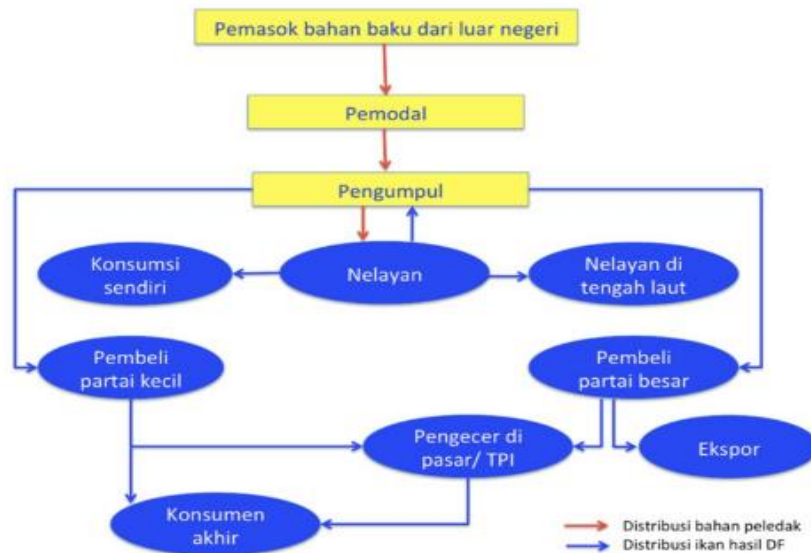 Pemasok bahan baku dari luar negeri
Pemodal
Pengumpul
Konsumsi
sendiri
Nelayan
Nelayan di
tengah laut
Pembeli
partai kecil
Pembeli
partai besar
Pengecer di
pasar/ TPI
Ekspor
Konsumen
akhir
Distribusi bahan peledak
Distribusi ikan hasil DF